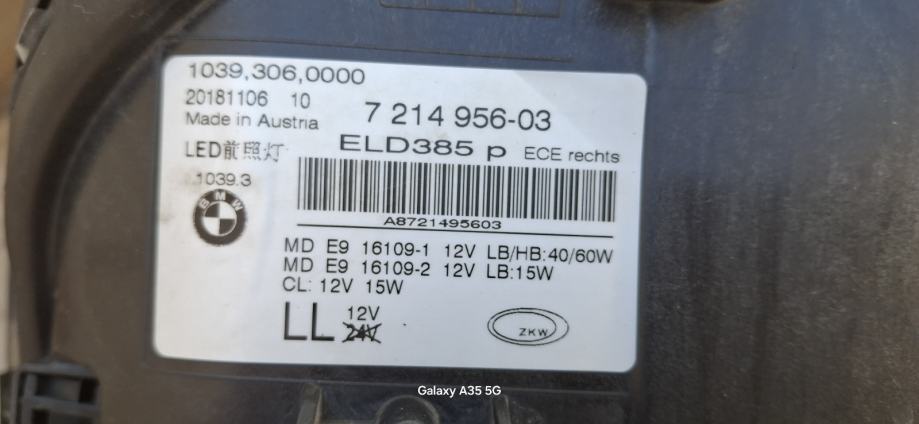 1039,306,0000
20181106 10
7 214 956-03
Made in Austria
ELD385 p ECE rechts
LED前照灯
1039.3
BMW
A8721495603
MD E9 16109-1 12V LB/HB:40/60W
MD E9 16109-2 12V LB:15W
CL: 12V 15W
LL 12V
24V
ZKW
Galaxy A35 5G